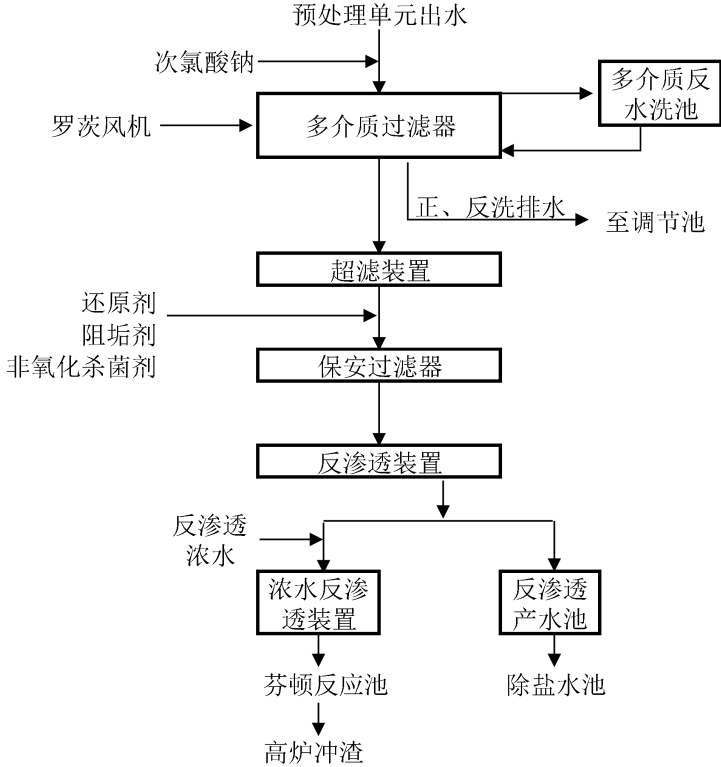 预处理单元出水
次氯酸钠
多介质反
水洗池
罗茨风机
多介质过滤器
正、反洗排水
至调节池
超滤装置
还原剂
阻垢剂
非氧化杀菌剂
保安过滤器
反渗透装置
反渗透
浓水
浓水反渗
透装置
反渗透
产水池
芬顿反应池
除盐水池
高炉冲渣